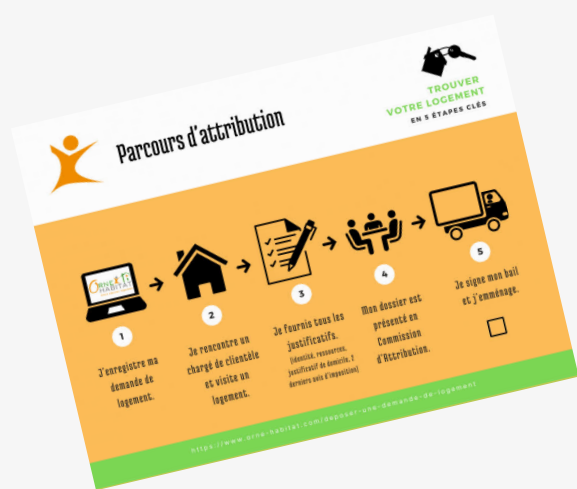 Parcours d'attribution
TROUVER
VOTRE LOGEMENT
EN 5 ÉTAPES CLÉS
ORNE
HABITAT
1
J'enregistre ma
demande de
logement.
2
Je rencontre un
chargé de clientèle
et visite un
logement.
3
Je fournis tous les
justificatifs.
(Identité, ressources,
justificatif de domicile, 2
derniers avis d'imposition)
4
Mon dossier est
présenté en
Commission
d'Attribution.
5
Je signe mon bail
et j'emménage.
https://www.orne-habitat.com/deposer-une-demande-de-logement